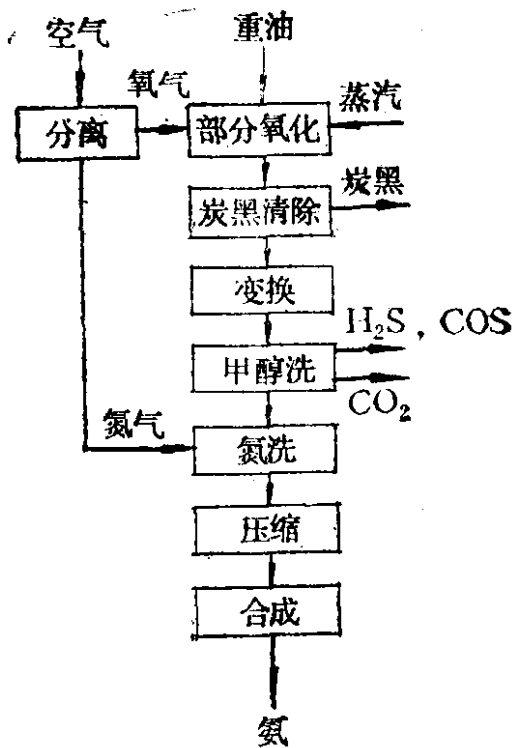 空气
重油
氧气
蒸汽
分离
部分氧化
炭黑
炭黑清除
变换
H₂S，COS
甲醇洗
CO₂
氮气
氮洗
压缩
合成
氨